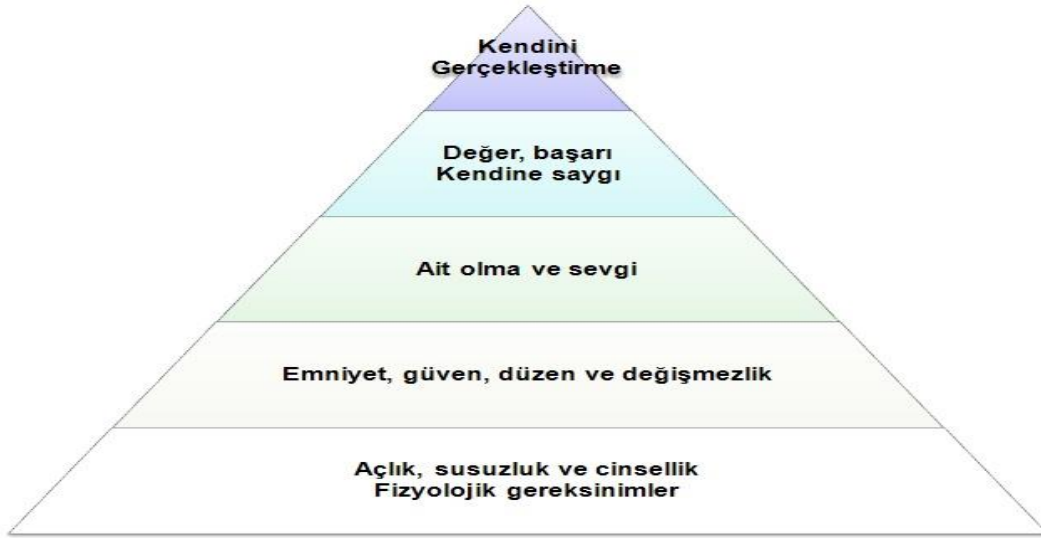 Kendini
Gerçekleştirme
Değer, başarı
Kendine saygı
Ait olma ve sevgi
Emniyet, güven, düzen ve değişmezlik
Açlık, susuzluk ve cinsellik
Fizyolojik gereksinimler